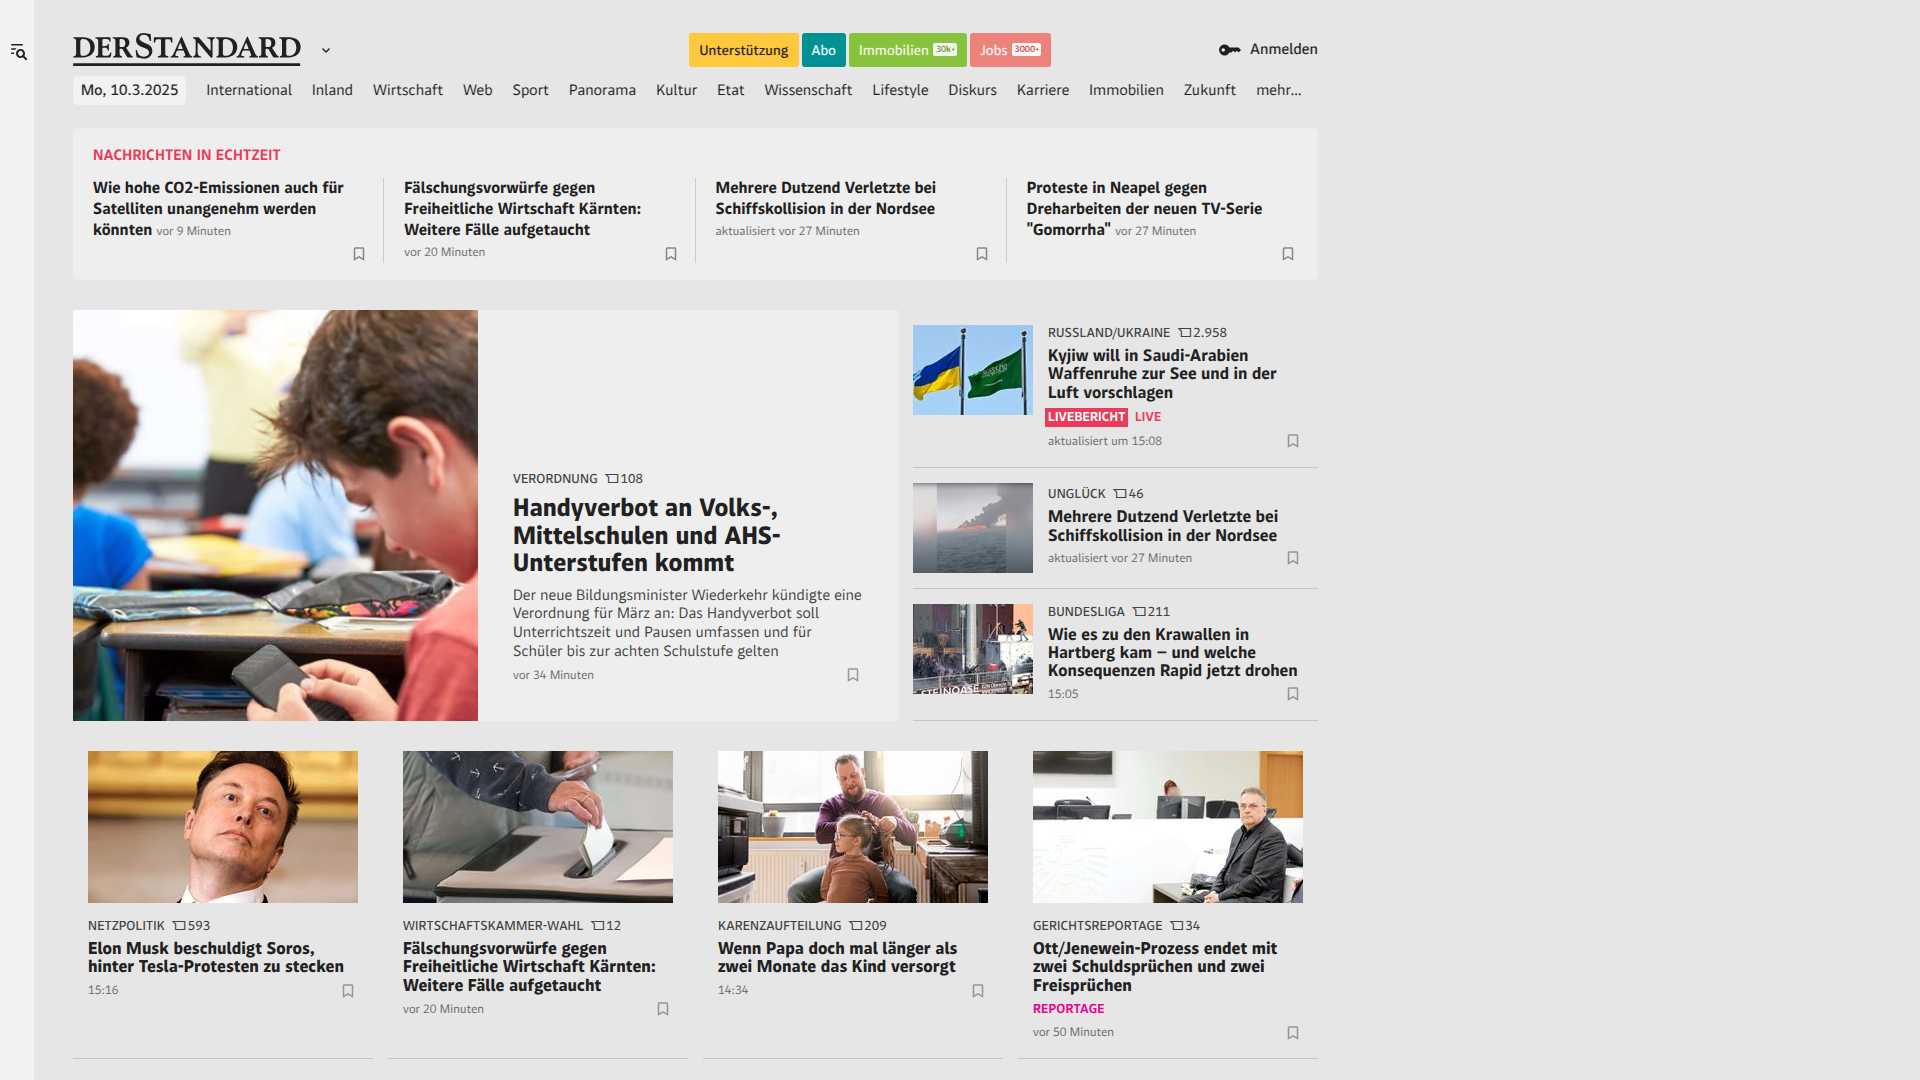 DERSTANDARD
Unterstützung
Abo
Immobilien 30k+
Jobs 3000+
Anmelden
Mo, 10.3.2025
International
Inland
Wirtschaft
Web
Sport
Panorama
Kultur
Etat
Wissenschaft
Lifestyle
Diskurs
Karriere
Immobilien
Zukunft
mehr...
NACHRICHTEN IN ECHTZEIT
Wie hohe CO2-Emissionen auch für
Satelliten unangenehm werden
könnten vor 9 Minuten
Fälschungsvorwürfe gegen
Freiheitliche Wirtschaft Kärnten:
Weitere Fälle aufgetaucht
vor 20 Minuten
Mehrere Dutzend Verletzte bei
Schiffskollision in der Nordsee
aktualisiert vor 27 Minuten
Proteste in Neapel gegen
Dreharbeiten der neuen TV-Serie
"Gomorrha" vor 27 Minuten
VERORDNUNG 108
Handyverbot an Volks-,
Mittelschulen und AHS-
Unterstufen kommt
Der neue Bildungsminister Wiederkehr kündigte eine
Verordnung für März an: Das Handyverbot soll
Unterrichtszeit und Pausen umfassen und für
Schüler bis zur achten Schulstufe gelten
vor 34 Minuten
RUSSLAND/UKRAINE 2.958
Kyjiw will in Saudi-Arabien
Waffenruhe zur See und in der
Luft vorschlagen
LIVEBERICHT LIVE
aktualisiert um 15:08
UNGLÜCK 46
Mehrere Dutzend Verletzte bei
Schiffskollision in der Nordsee
aktualisiert vor 27 Minuten
STEINOASE
BUNDESLIGA 211
Wie es zu den Krawallen in
Hartberg kam – und welche
Konsequenzen Rapid jetzt drohen
15:05
NETZPOLITIK 593
Elon Musk beschuldigt Soros,
hinter Tesla-Protesten zu stecken
15:16
WIRTSCHAFTSKAMMER-WAHL 12
Fälschungsvorwürfe gegen
Freiheitliche Wirtschaft Kärnten:
Weitere Fälle aufgetaucht
vor 20 Minuten
KARENZAUFTEILUNG 209
Wenn Papa doch mal länger als
zwei Monate das Kind versorgt
14:34
GERICHTSREPORTAGE 34
Ott/Jenewein-Prozess endet mit
zwei Schuldsprüchen und zwei
Freisprüchen
REPORTAGE
vor 50 Minuten